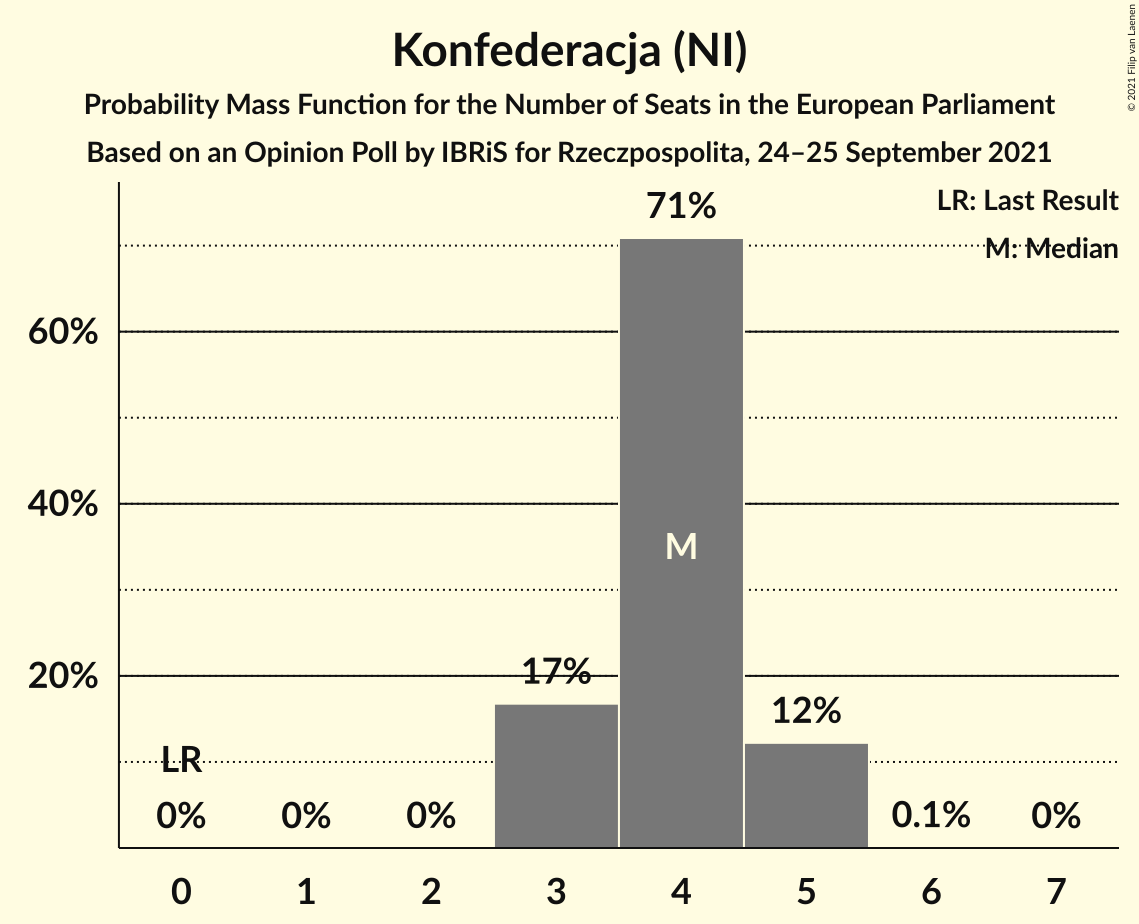 Konfederacja (NI)
Probability Mass Function for the Number of Seats in the European Parliament
Based on an Opinion Poll by IBRiS for Rzeczpospolita, 24–25 September 2021
© 2021 Filip van Laenen
LR: Last Result
M: Median
71%
60%
40%
M
20%
17%
12%
LR
0%
0%
0%
0.1%
0%
0
1
2
3
4
5
6
7